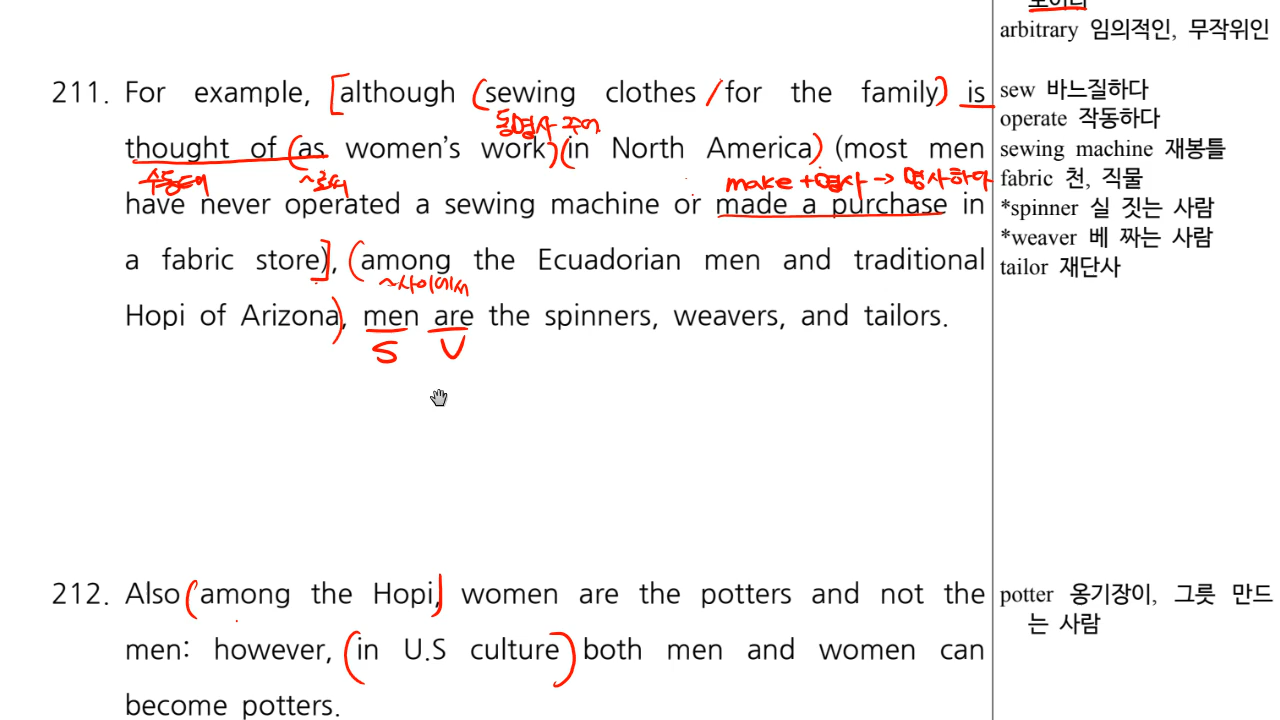 arbitrary 임의적인, 무작위인
211. For example, [although (sewing clothes / for the family) is
동명사 주어
thought of (as women's work) (in North America) (most men
수동태 ~로써 make + 명사 → 명사하다
have never operated a sewing machine or made a purchase in
a fabric store)], (among the Ecuadorian men and traditional
~사이에서
Hopi of Arizona), men are the spinners, weavers, and tailors.
S V
sew 바느질하다
operate 작동하다
sewing machine 재봉틀
fabric 천, 직물
*spinner 실 짓는 사람
*weaver 베 짜는 사람
tailor 재단사
212. Also (among the Hopi,) women are the potters and not the
men: however, (in U.S culture) both men and women can
become potters.
potter 옹기장이, 그릇 만드
는 사람